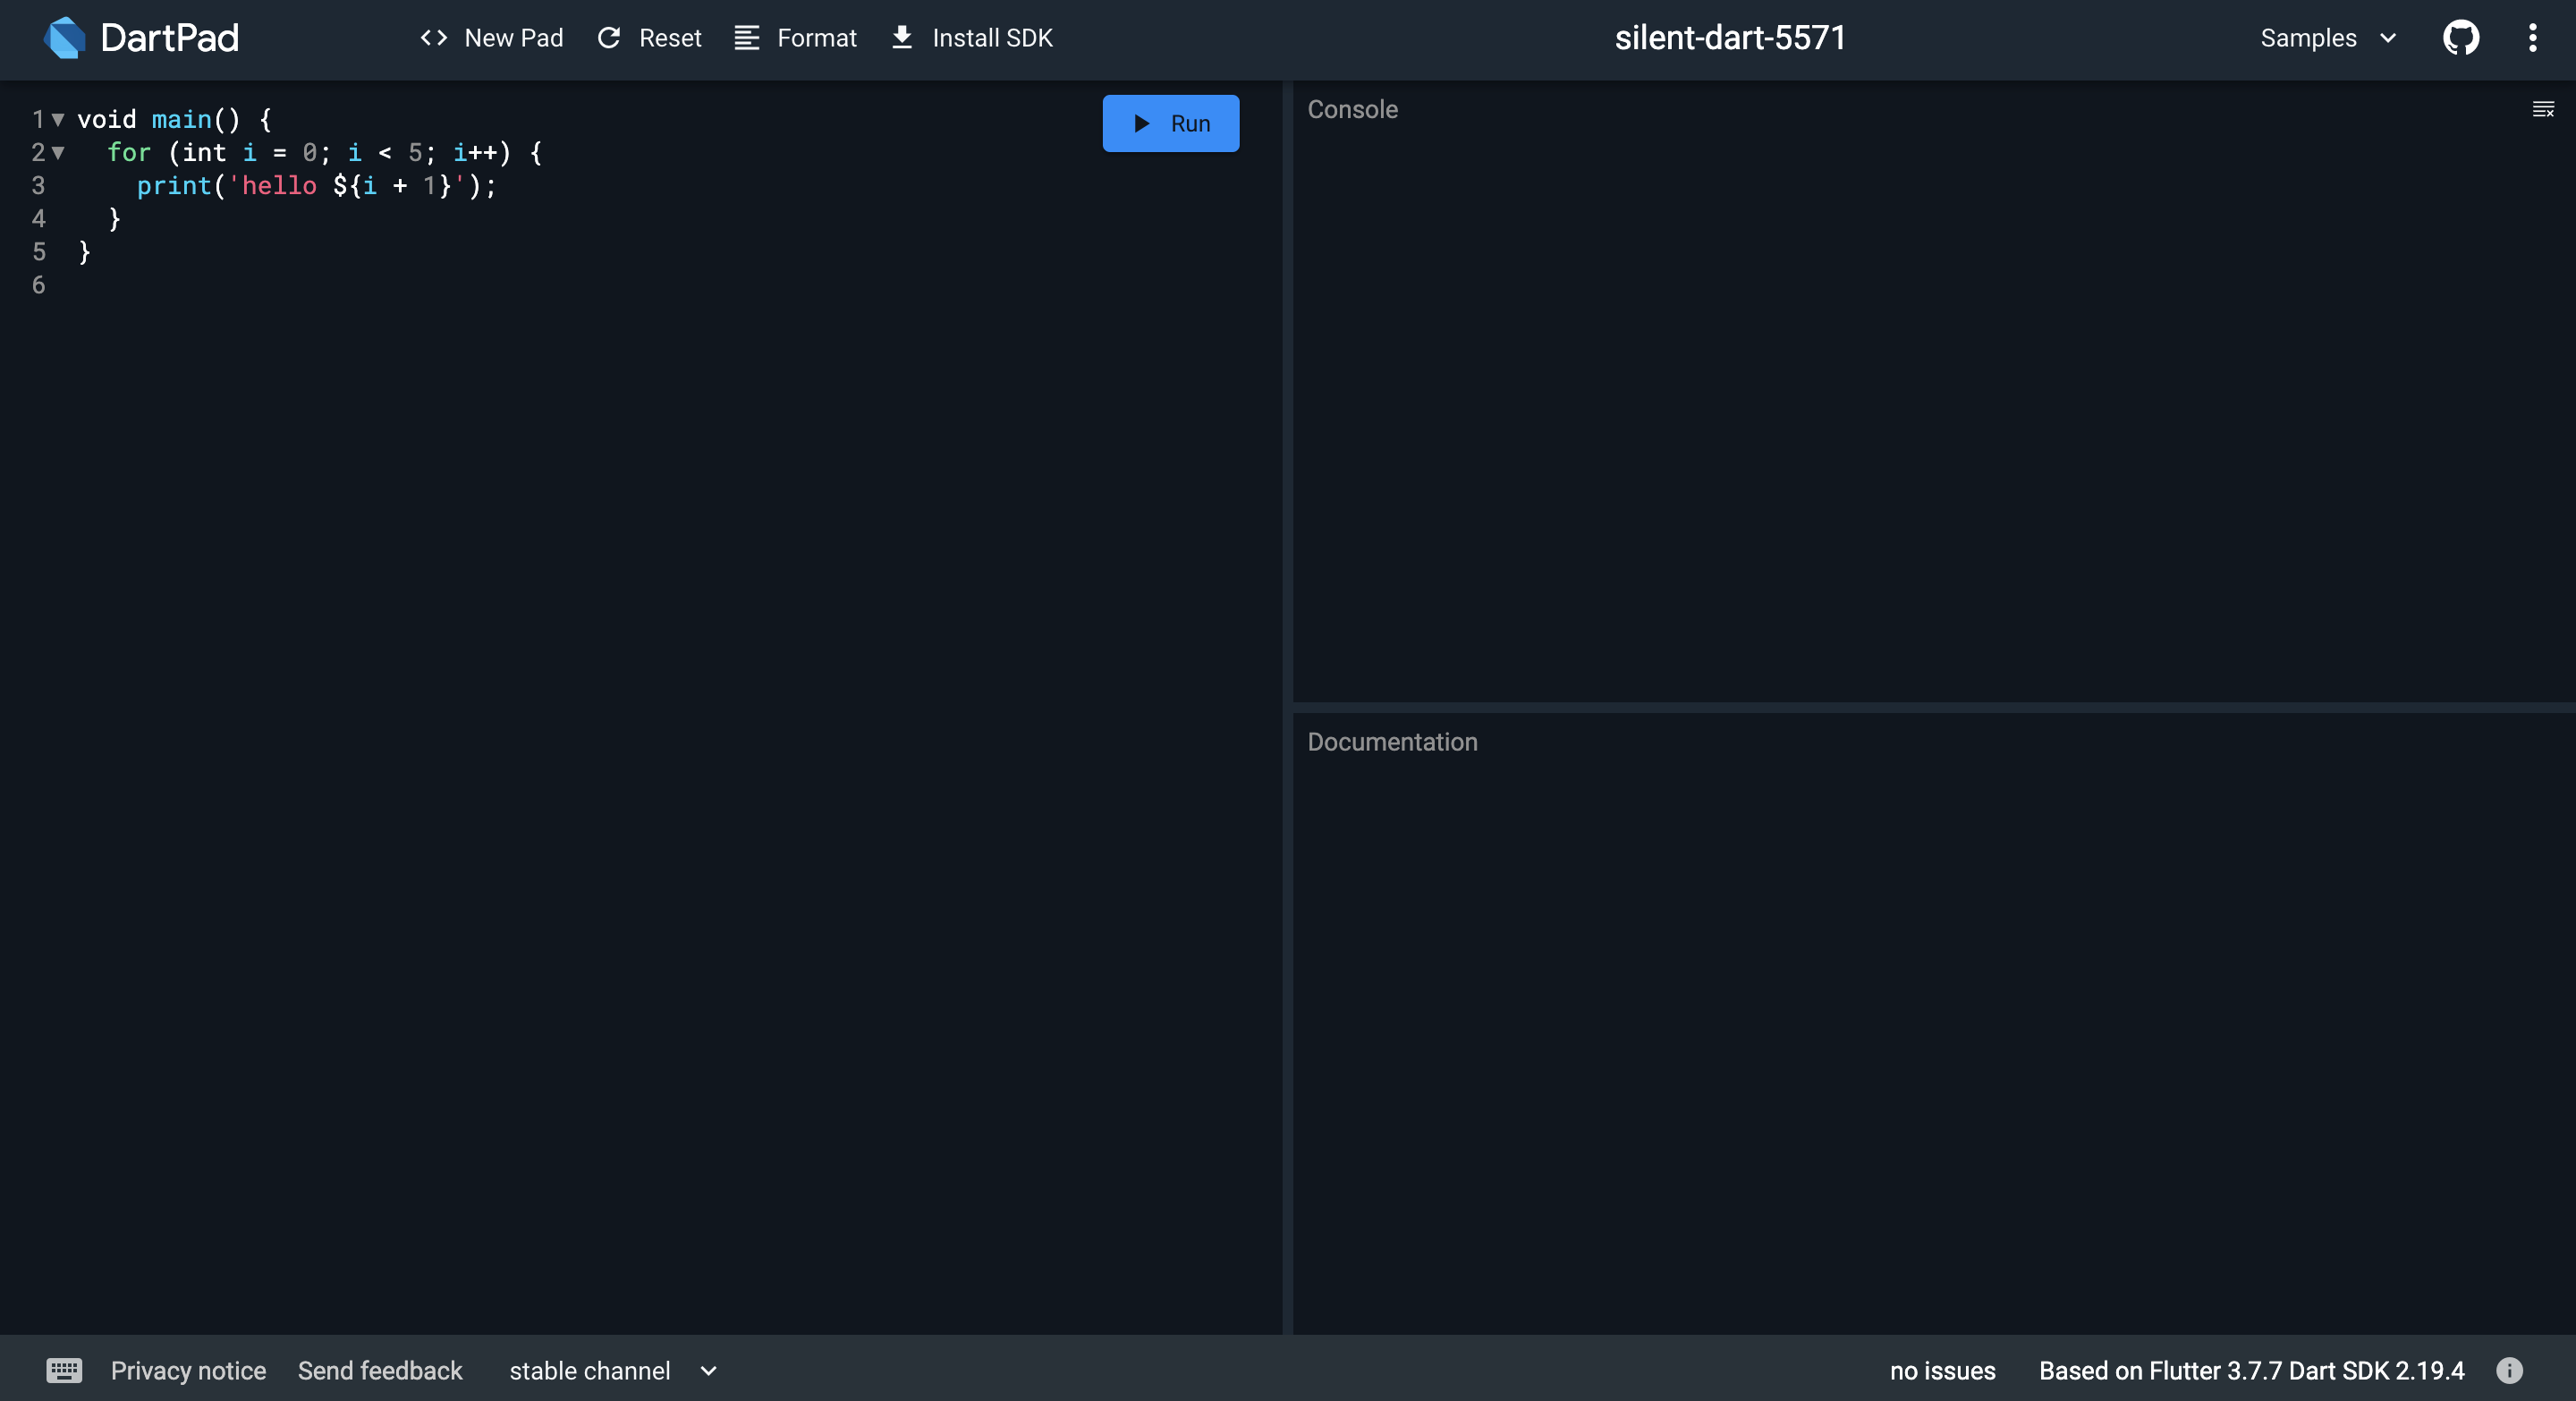 DartPad
New Pad
Reset
Format
Install SDK
silent-dart-5571
Samples
1 void main() {
2   for (int i = 0; i < 5; i++) {
3     print('hello ${i + 1}');
4   }
5 }
6
Run
Console
Documentation
Privacy notice
Send feedback
stable channel
no issues
Based on Flutter 3.7.7 Dart SDK 2.19.4